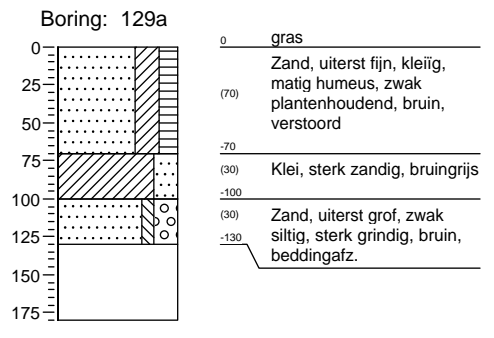 Boring: 129a
0
25
50
75
100
125
150
175
0 gras
(70) Zand, uiterst fijn, kleiïg,
matig humeus, zwak
plantenhoudend, bruin,
verstoord
-70
(30) Klei, sterk zandig, bruingrijs
-100
(30) Zand, uiterst grof, zwak
-130 siltig, sterk grindig, bruin,
beddingafz.